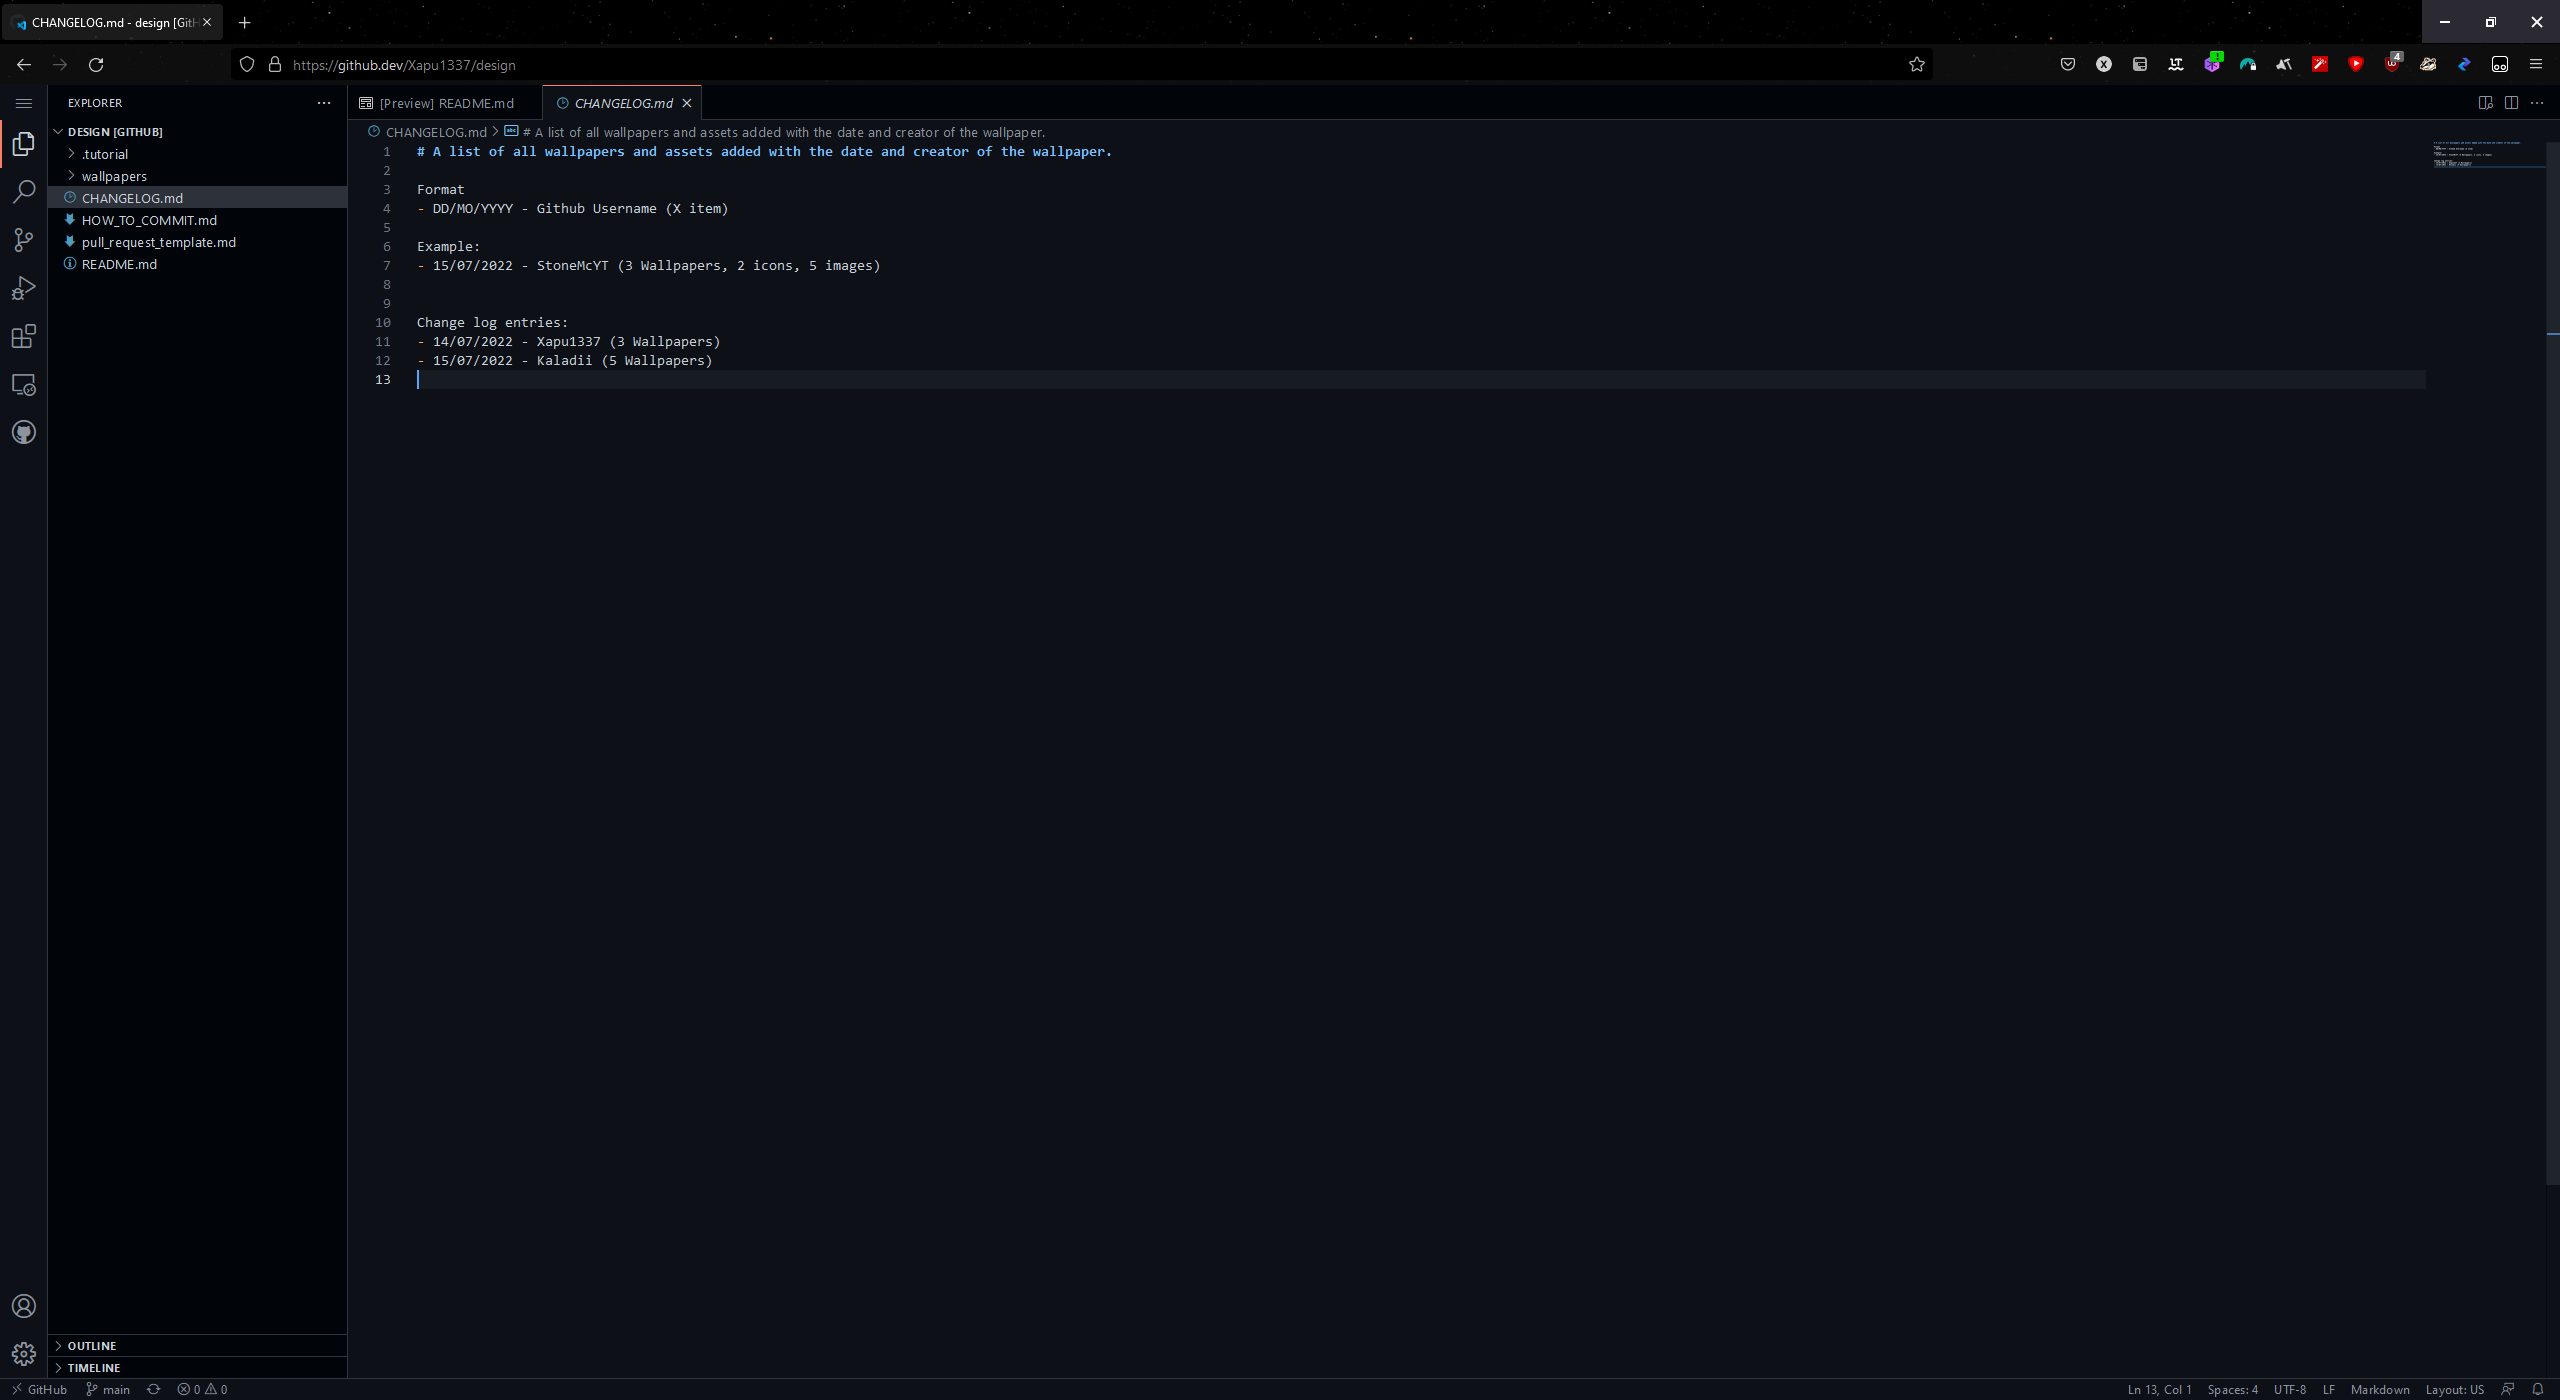 CHANGELOG.md - design [GitH
https://github.dev/Xapu1337/design
4
EXPLORER
DESIGN [GITHUB]
.tutorial
wallpapers
CHANGELOG.md
HOW_TO_COMMIT.md
pull_request_template.md
README.md
OUTLINE
TIMELINE
[Preview] README.md
CHANGELOG.md
CHANGELOG.md > # A list of all wallpapers and assets added with the date and creator of the wallpaper.
1 # A list of all wallpapers and assets added with the date and creator of the wallpaper.
2
3 Format
4 - DD/MO/YYYY - Github Username (X item)
5
6 Example:
7 - 15/07/2022 - StoneMcYT (3 Wallpapers, 2 icons, 5 images)
8
9
10 Change log entries:
11 - 14/07/2022 - Xapu1337 (3 Wallpapers)
12 - 15/07/2022 - Kaladii (5 Wallpapers)
13
GitHub main 0 0 Ln 13, Col 1 Spaces: 4 UTF-8 LF Markdown Layout: US